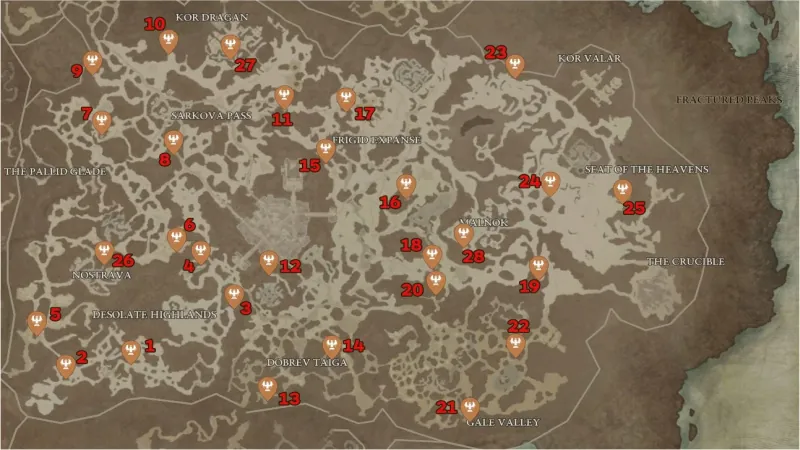 KOR DRAGAN
10
27
23
KOR VALAR
9
FRACTURED PEAKS
7
SARKOVA PASS
11
17
8
FRIGID EXPANSE
15
THE PALLID GLADE
SEAT OF THE HEAVENS
24
16
25
6
MALNOK
4
18
28
26
NOSTRAVA
12
THE CRUCIBLE
20
19
3
5
DESOLATE HIGHLANDS
22
1
14
2
DOBREV TAIGA
13
21
GALE VALLEY